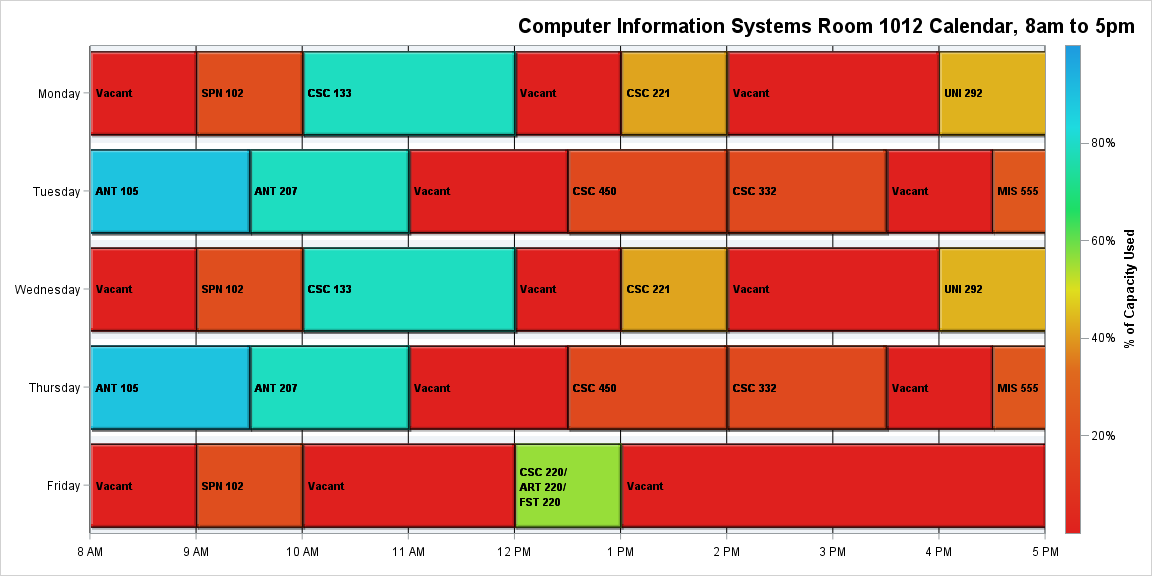 Computer Information Systems Room 1012 Calendar, 8am to 5pm
Monday
Vacant
SPN 102
CSC 133
Vacant
CSC 221
Vacant
UNI 292
Tuesday
ANT 105
ANT 207
Vacant
CSC 450
CSC 332
Vacant
MIS 555
Wednesday
Vacant
SPN 102
CSC 133
Vacant
CSC 221
Vacant
UNI 292
Thursday
ANT 105
ANT 207
Vacant
CSC 450
CSC 332
Vacant
MIS 555
Friday
Vacant
SPN 102
Vacant
CSC 220/
ART 220/
FST 220
Vacant
8 AM
9 AM
10 AM
11 AM
12 PM
1 PM
2 PM
3 PM
4 PM
5 PM
80%
60%
40%
20%
% of Capacity Used